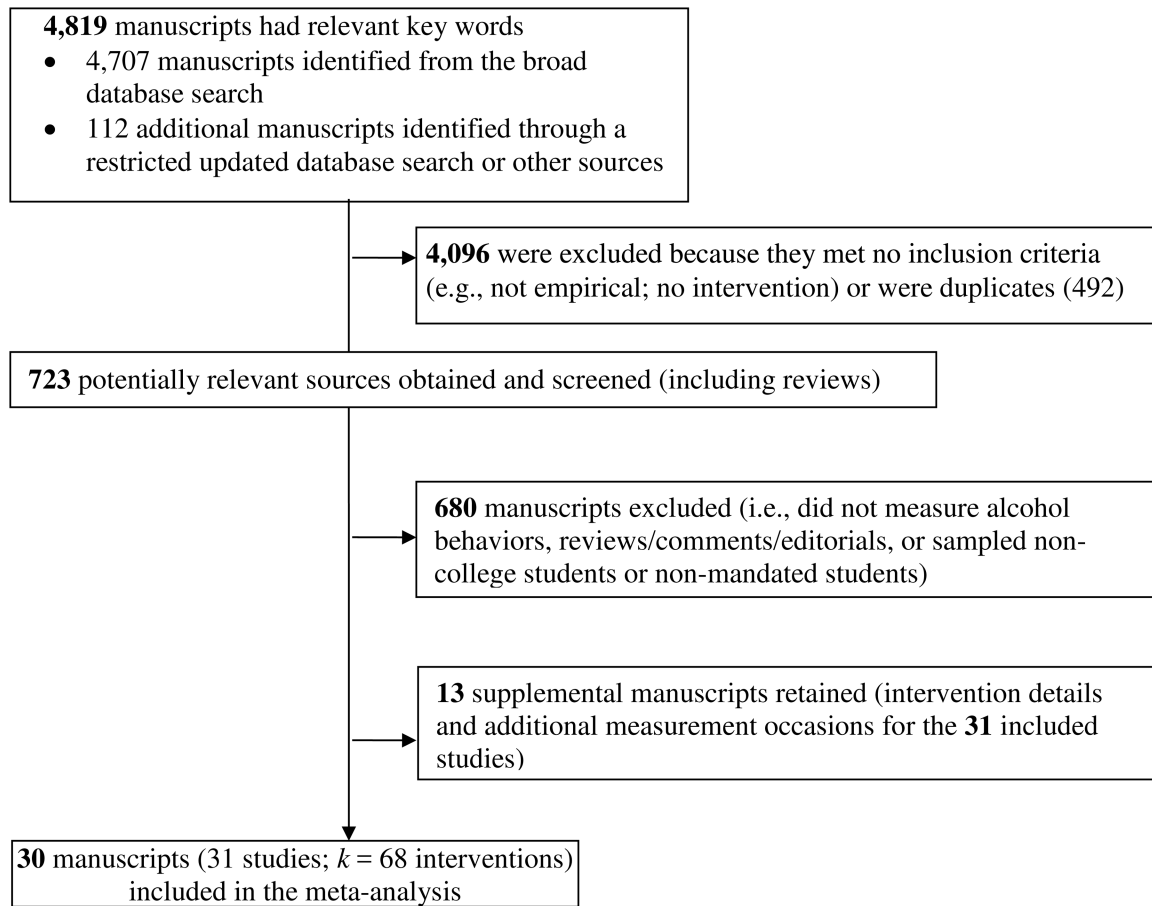 4,819 manuscripts had relevant key words
• 4,707 manuscripts identified from the broad
database search
• 112 additional manuscripts identified through a
restricted updated database search or other sources
4,096 were excluded because they met no inclusion criteria
(e.g., not empirical; no intervention) or were duplicates (492)
723 potentially relevant sources obtained and screened (including reviews)
680 manuscripts excluded (i.e., did not measure alcohol
behaviors, reviews/comments/editorials, or sampled non-
college students or non-mandated students)
13 supplemental manuscripts retained (intervention details
and additional measurement occasions for the 31 included
studies)
30 manuscripts (31 studies; k = 68 interventions)
included in the meta-analysis